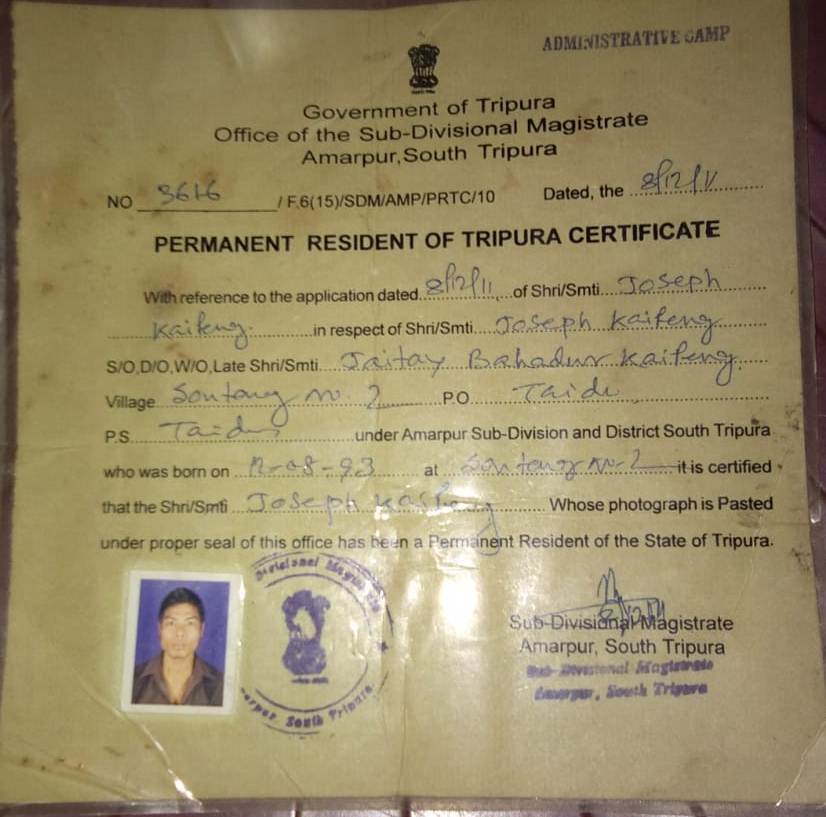 ADMINISTRATIVE CAMP
Government of Tripura
Office of the Sub-Divisional Magistrate
Amarpur,South Tripura
NO 3616 / F.6(15)/SDM/AMP/PRTC/10 Dated, the 8/12/11
PERMANENT RESIDENT OF TRIPURA CERTIFICATE
With reference to the application dated 8/12/11 of Shri/Smti Joseph
Kaifeng in respect of Shri/Smti Joseph Kaifeng
S/O,D/O,W/O,Late Shri/Smti Jaitay Bahadur Kaifeng
Village Sontang no. 2 P.O. Taidu
P.S. Taidu under Amarpur Sub-Division and District South Tripura
who was born on 12-08-93 at Sontang no-2 it is certified
that the Shri/Smti Joseph Kaifeng Whose photograph is Pasted
under proper seal of this office has been a Permanent Resident of the State of Tripura.
8/12/11
Sub-Divisional Magistrate
Amarpur, South Tripura
Sub-Divisional Magistrate
Amarpur, South Tripura
Divisional Magistrate
South Tripura